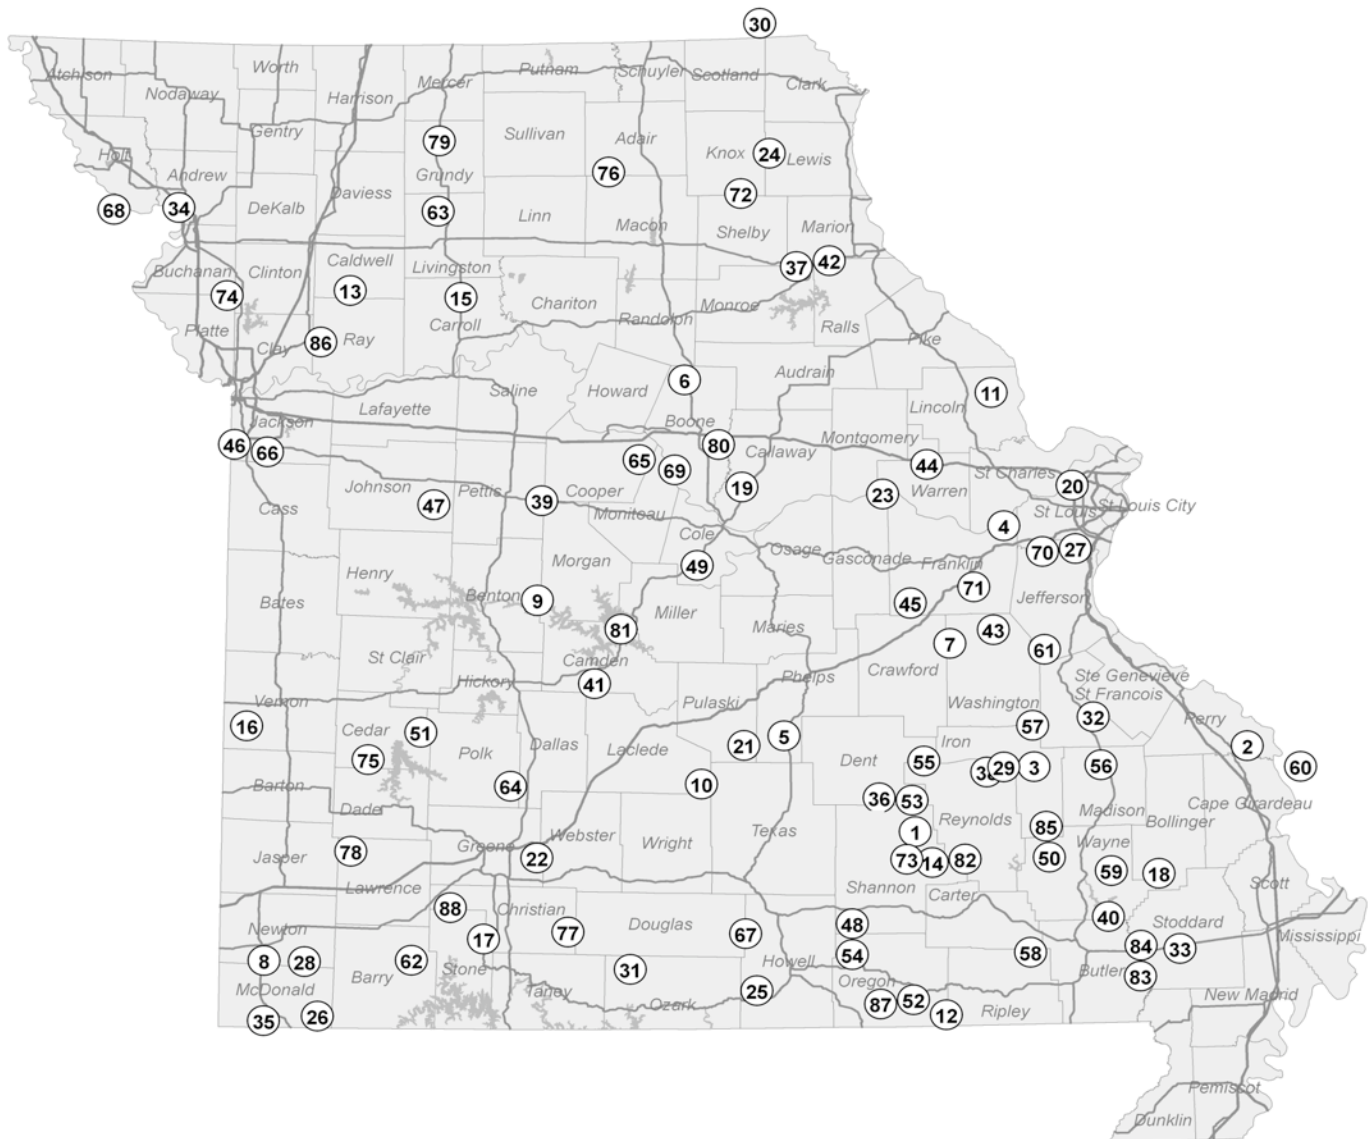 30
Atchison
Worth
Mercer
Putnam
Schuyler
Scotland
Clark
Nodaway
Harrison
Gentry
79
Sullivan
Adair
Knox
24
Lewis
Holt
Andrew
Grundy
76
72
Daviess
68
34
DeKalb
63
Linn
Macon
Shelby
Marion
Buchanan
Clinton
Caldwell
Livingston
37
42
74
13
15
Chariton
Randolph
Monroe
Ralls
Platte
Clay
86
Ray
Carroll
Pike
6
Audrain
Saline
Howard
11
Lafayette
Boone
Lincoln
Jackson
46
66
65
69
80
Callaway
Montgomery
44
St Charles
20
Johnson
47
Pettis
39
Cooper
19
23
Warren
Cass
Moniteau
St Louis
St Louis City
Cole
4
Morgan
49
Osage
Gasconade
Franklin
70
27
Henry
Benton
9
71
Bates
Miller
45
Jefferson
81
Maries
7
43
61
St Clair
Camden
Hickory
41
Phelps
Crawford
Ste Genevieve
St Francois
Vernon
Pulaski
Washington
16
Cedar
51
57
32
Perry
75
Polk
Dallas
Laclede
21
5
Iron
2
Dent
55
38
29
3
56
60
Barton
64
10
36
53
Dade
Madison
Cape Girardeau
Bollinger
Webster
Wright
Texas
1
Reynolds
85
Wayne
Jasper
78
Greene
22
73
14
82
50
59
18
Lawrence
Shannon
Carter
Scott
88
Christian
Douglas
48
40
Stoddard
Newton
17
77
67
Mississippi
8
28
62
Barry
Stone
31
Howell
54
58
84
33
McDonald
Taney
Ozark
25
Oregon
Butler
83
New Madrid
35
26
87
52
12
Ripley
Pemiscot
Dunklin